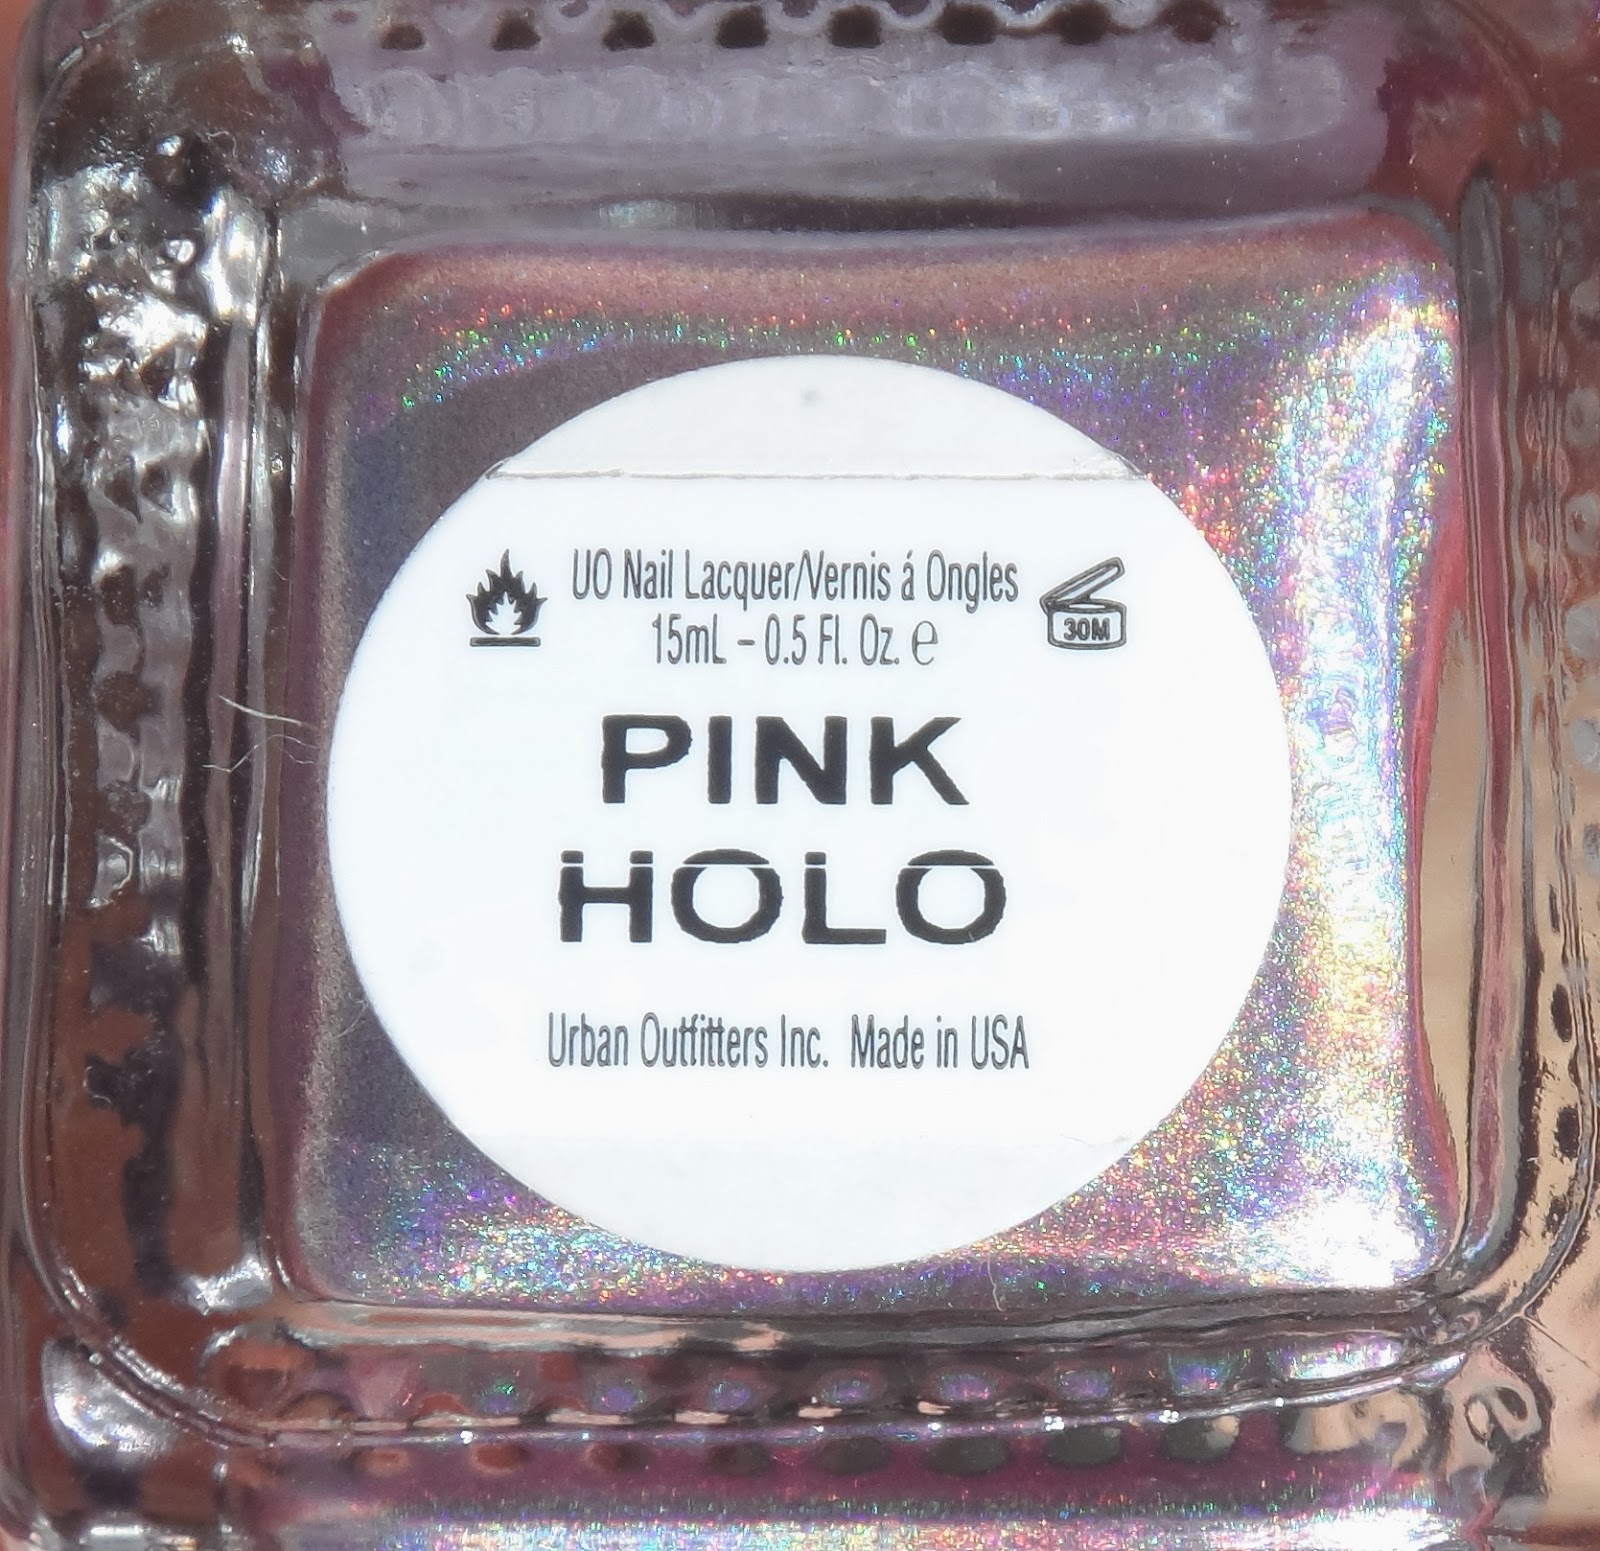 UO Nail Lacquer/Vernis á Ongles
15mL - 0.5 Fl. Oz. ℮
30M
PINK
HOLO
Urban Outfitters Inc. Made in USA